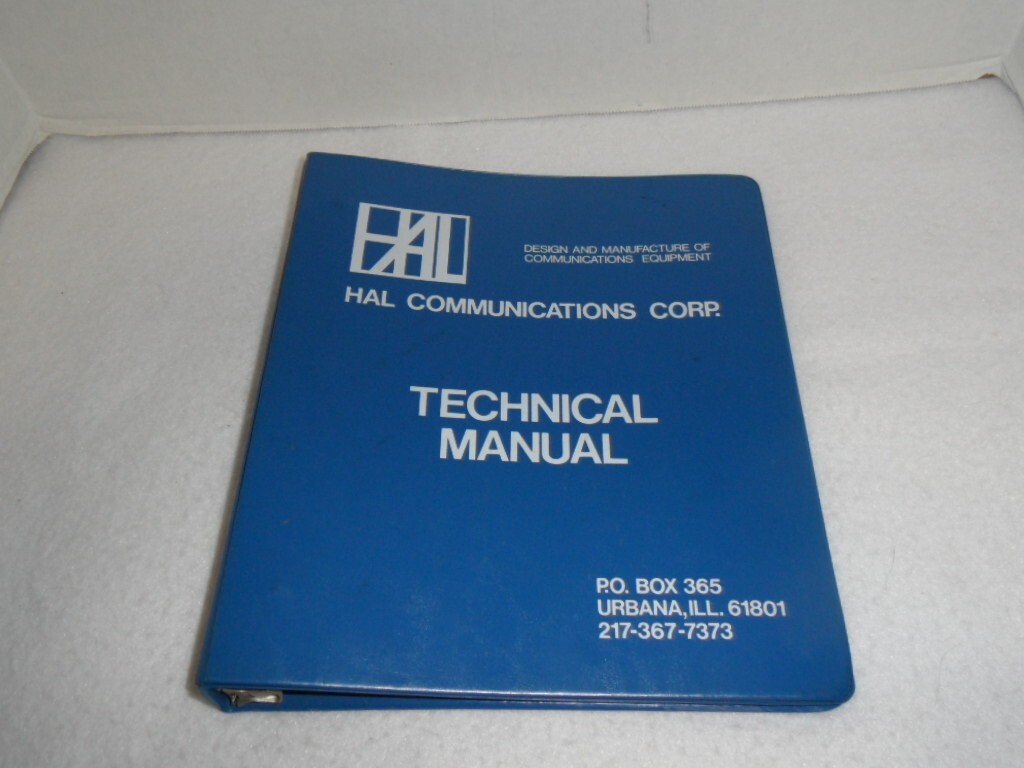 HAL
DESIGN AND MANUFACTURE OF
COMMUNICATIONS EQUIPMENT
HAL COMMUNICATIONS CORP.
TECHNICAL
MANUAL
P.O. BOX 365
URBANA, ILL. 61801
217-367-7373